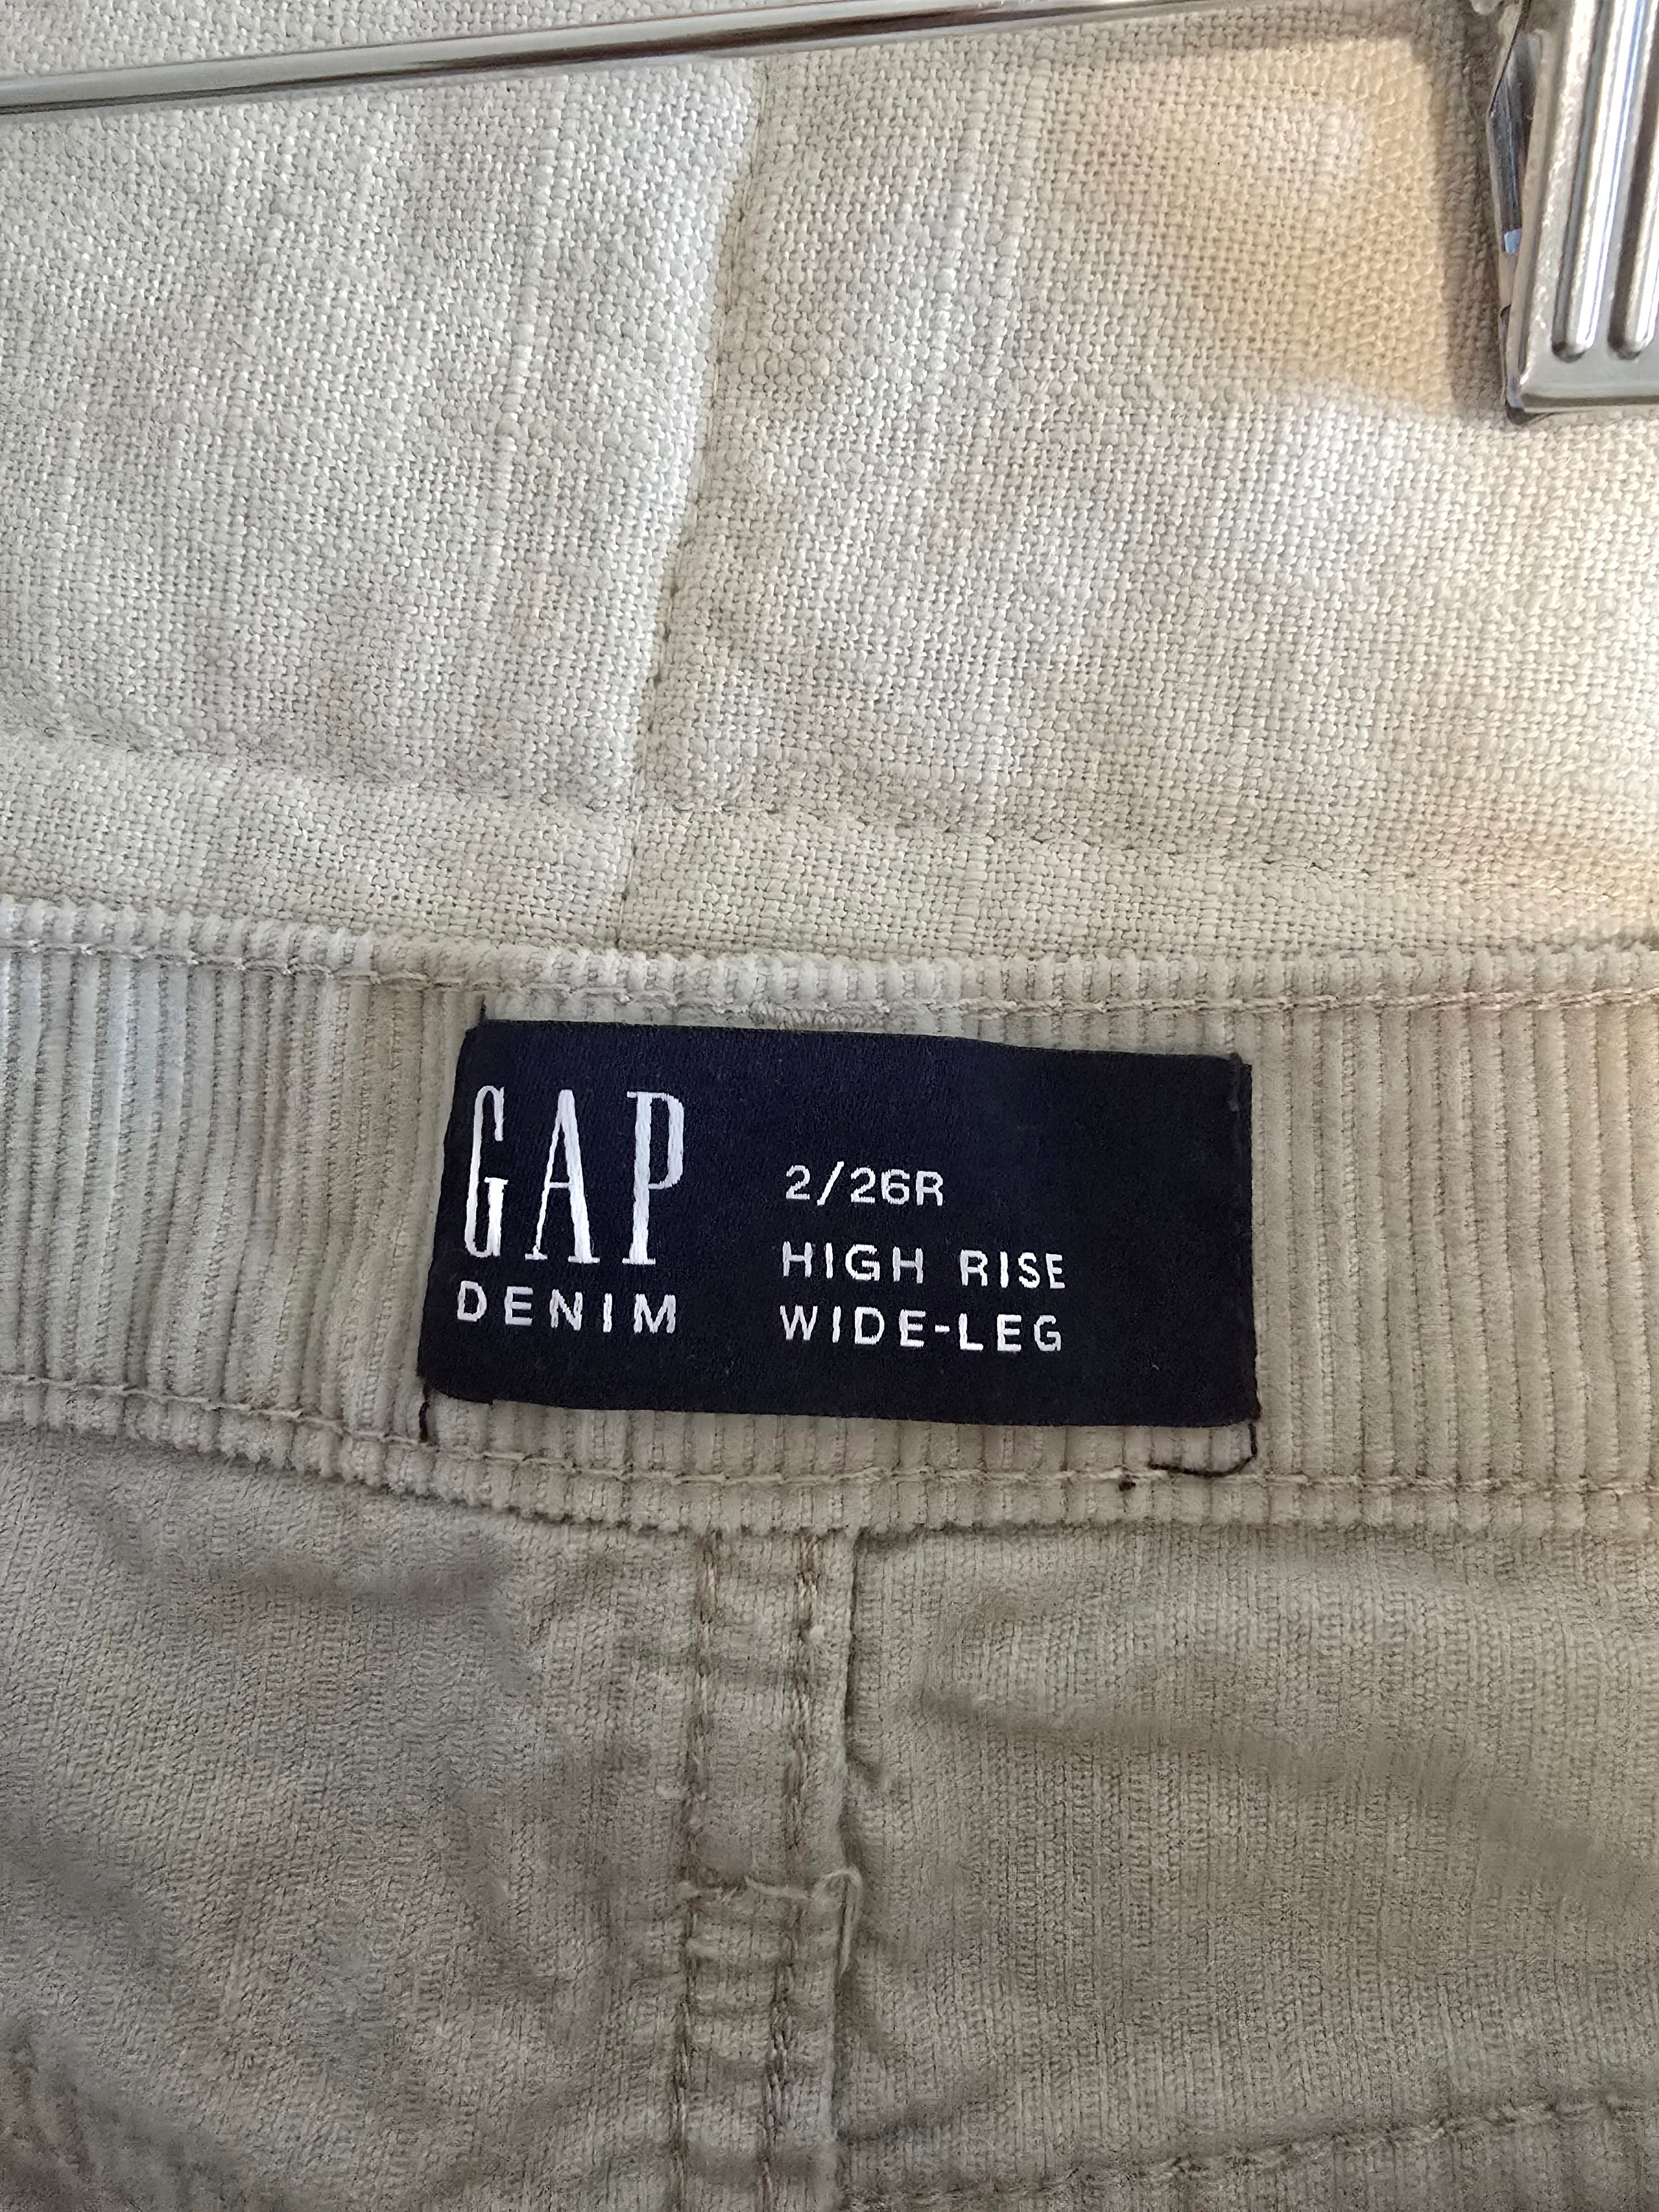 GAP
DENIM
2/26R
HIGH RISE
WIDE-LEG